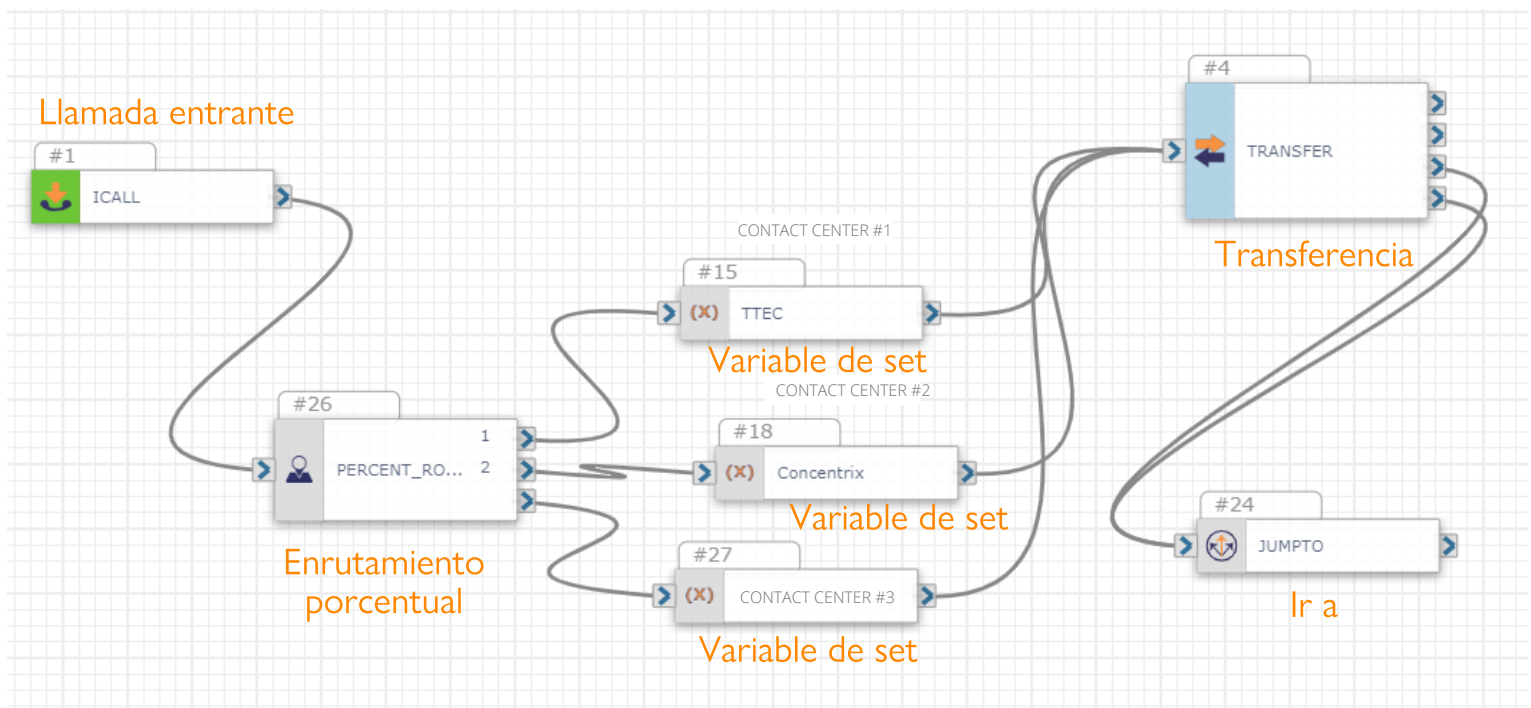 Llamada entrante
#1
ICALL
#26
PERCENT_RO...
1
2
Enrutamiento
porcentual
CONTACT CENTER #1
#15
(X)
TTEC
Variable de set
CONTACT CENTER #2
#18
(X)
Concentrix
Variable de set
#27
(X)
CONTACT CENTER #3
Variable de set
#4
TRANSFER
Transferencia
#24
JUMPTO
Ir a